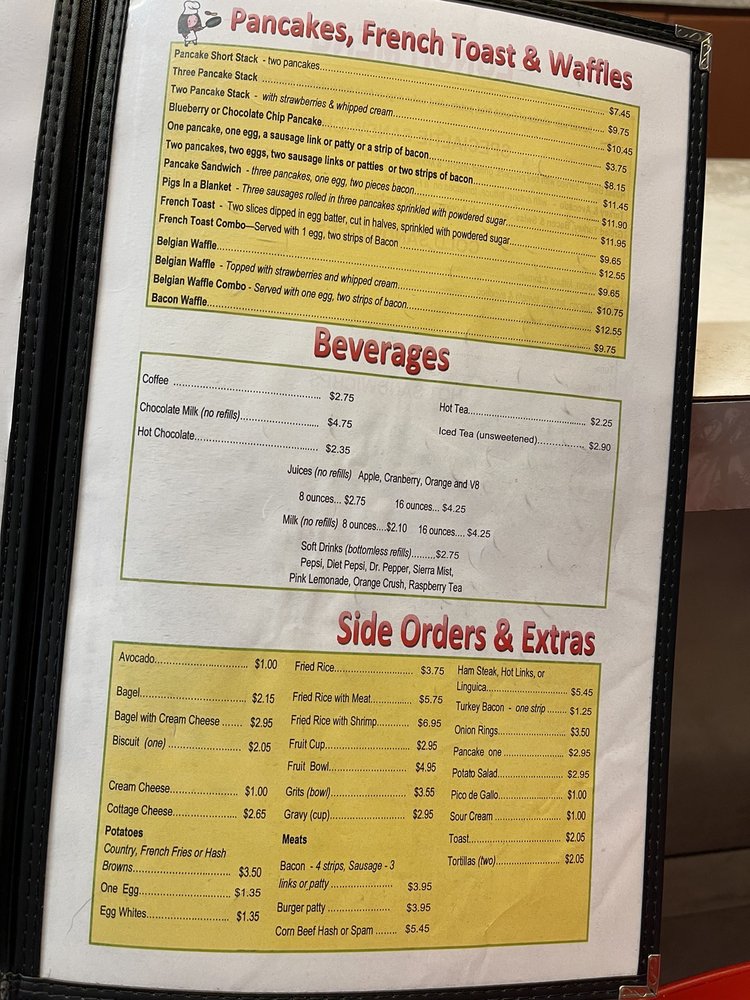 Pancakes, French Toast & Waffles
Pancake Short Stack - two pancakes $7.45
Three Pancake Stack $9.75
Two Pancake Stack - with strawberries & whipped cream $10.45
Blueberry or Chocolate Chip Pancake $3.75
One pancake, one egg, a sausage link or patty or a strip of bacon $8.15
Two pancakes, two eggs, two sausage links or patties or two strips of bacon $11.45
Pancake Sandwich - three pancakes, one egg, two pieces bacon $11.90
Pigs In a Blanket - Three sausages rolled in three pancakes sprinkled with powdered sugar $11.95
French Toast - Two slices dipped in egg batter, cut in halves, sprinkled with powdered sugar $9.65
French Toast Combo—Served with 1 egg, two strips of Bacon $12.55
Belgian Waffle $9.65
Belgian Waffle - Topped with strawberries and whipped cream $10.75
Belgian Waffle Combo - Served with one egg, two strips of bacon $12.55
Bacon Waffle $9.75
Beverages
Coffee $2.75
Chocolate Milk (no refills) $4.75
Hot Chocolate $2.35
Hot Tea $2.25
Iced Tea (unsweetened) $2.90
Juices (no refills) Apple, Cranberry, Orange and V8
8 ounces... $2.75 16 ounces... $4.25
Milk (no refills) 8 ounces....$2.10 16 ounces.... $4.25
Soft Drinks (bottomless refills).........$2.75
Pepsi, Diet Pepsi, Dr. Pepper, Sierra Mist,
Pink Lemonade, Orange Crush, Raspberry Tea
Side Orders & Extras
Avocado $1.00
Bagel $2.15
Bagel with Cream Cheese $2.95
Biscuit (one) $2.05
Cream Cheese $1.00
Cottage Cheese $2.65
Potatoes
Country, French Fries or Hash
Browns $3.50
One Egg $1.35
Egg Whites $1.35
Fried Rice $3.75
Fried Rice with Meat $5.75
Fried Rice with Shrimp $6.95
Fruit Cup $2.95
Fruit Bowl $4.95
Grits (bowl) $3.55
Gravy (cup) $2.95
Meats
Bacon - 4 strips, Sausage - 3
links or patty $3.95
Burger patty $3.95
Corn Beef Hash or Spam $5.45
Ham Steak, Hot Links, or
Linguica $5.45
Turkey Bacon - one strip $1.25
Onion Rings $3.50
Pancake one $2.95
Potato Salad $2.95
Pico de Gallo $1.00
Sour Cream $1.00
Toast $2.05
Tortillas (two) $2.05